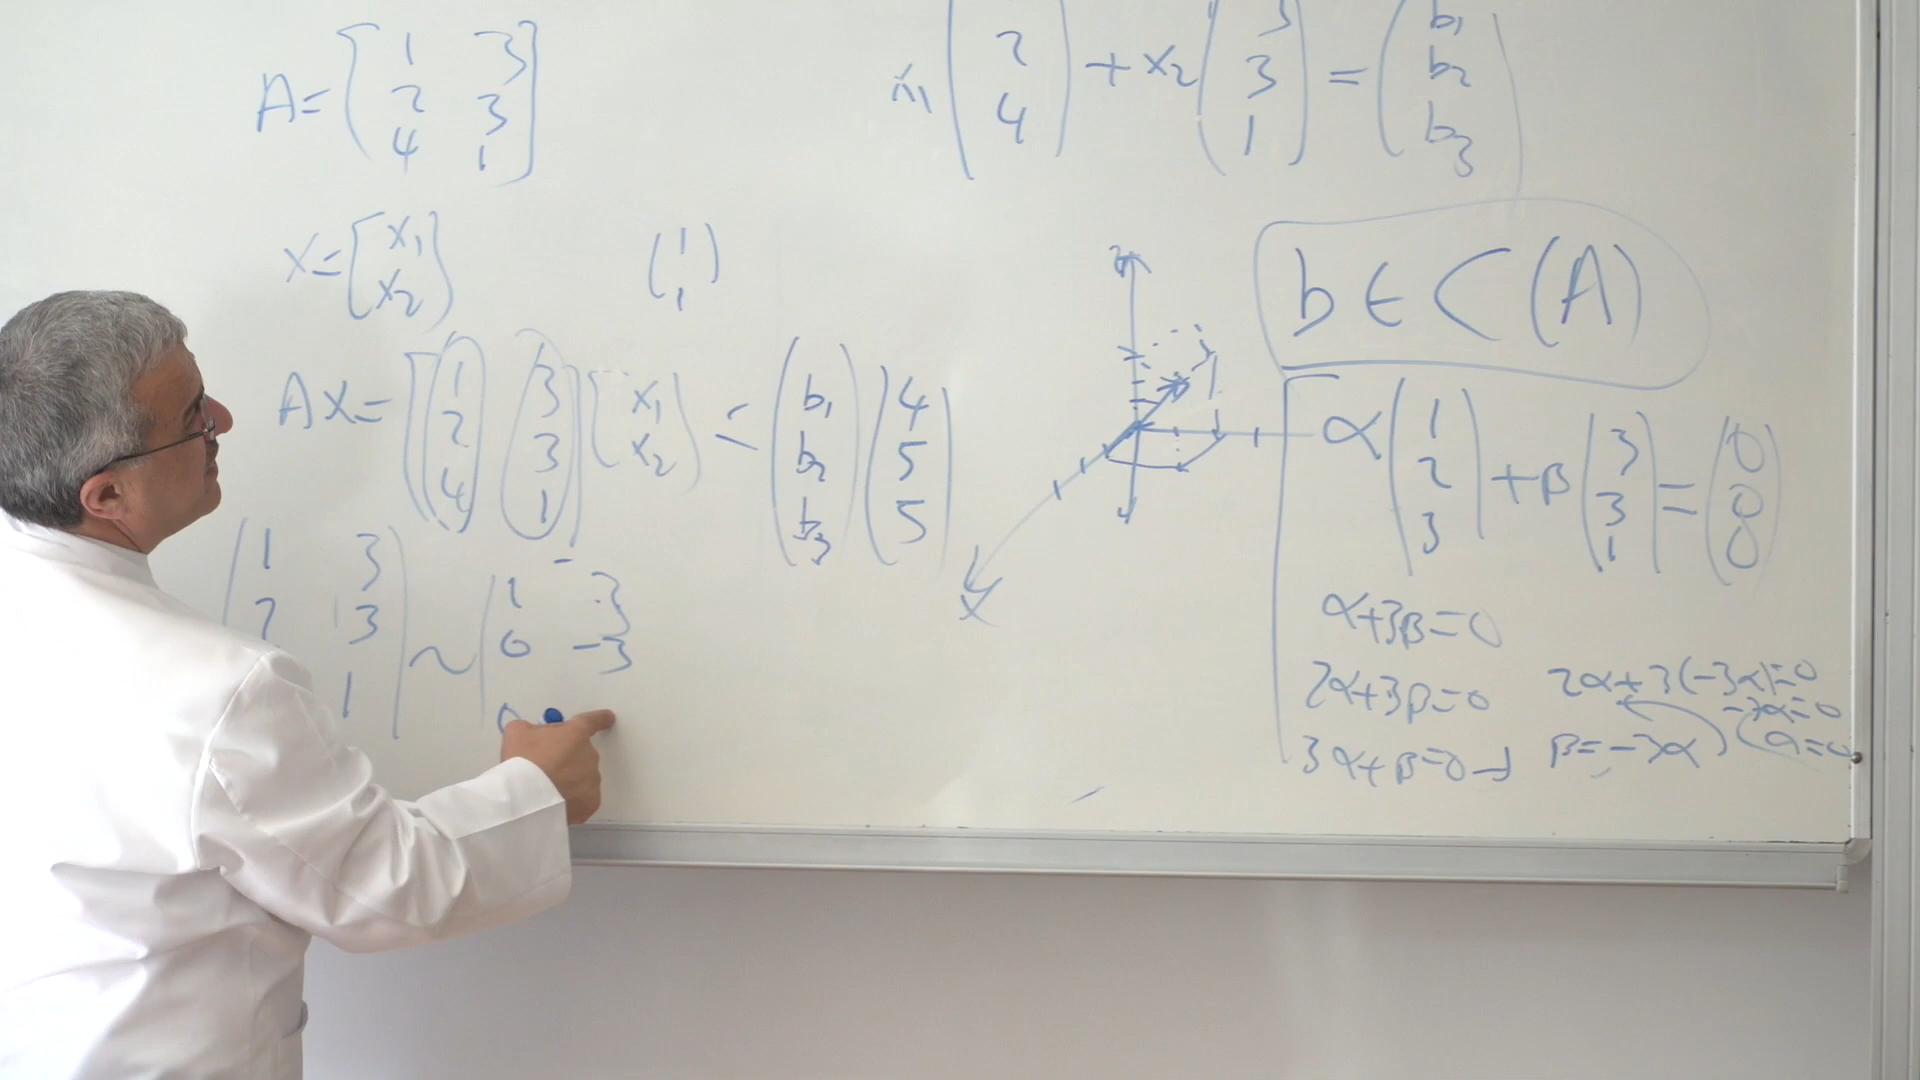 A = [ 1 3
2 3
4 1 ]
x = [ x1
x2 ]
( 1
1 )
Ax = [ 1 3
2 3
4 1 ] [ x1
x2 ] = ( b1
b2
b3 ) ( 4
5
5 )
( 1 3
2 3
1 ) ~ ( 1 3
0 -3
0
x1 ( 2
4 ) + x2 ( 3
3
1 ) = ( b1
b2
b3 )
b ∈ C(A)
x
α ( 1
2
3 ) + β ( 3
3
1 ) = ( 0
0
0 )
α+3β=0
2α+3β=0
3α+β=0 →
2α+3(-3α)=0
-7α=0
β=-3α
α=0